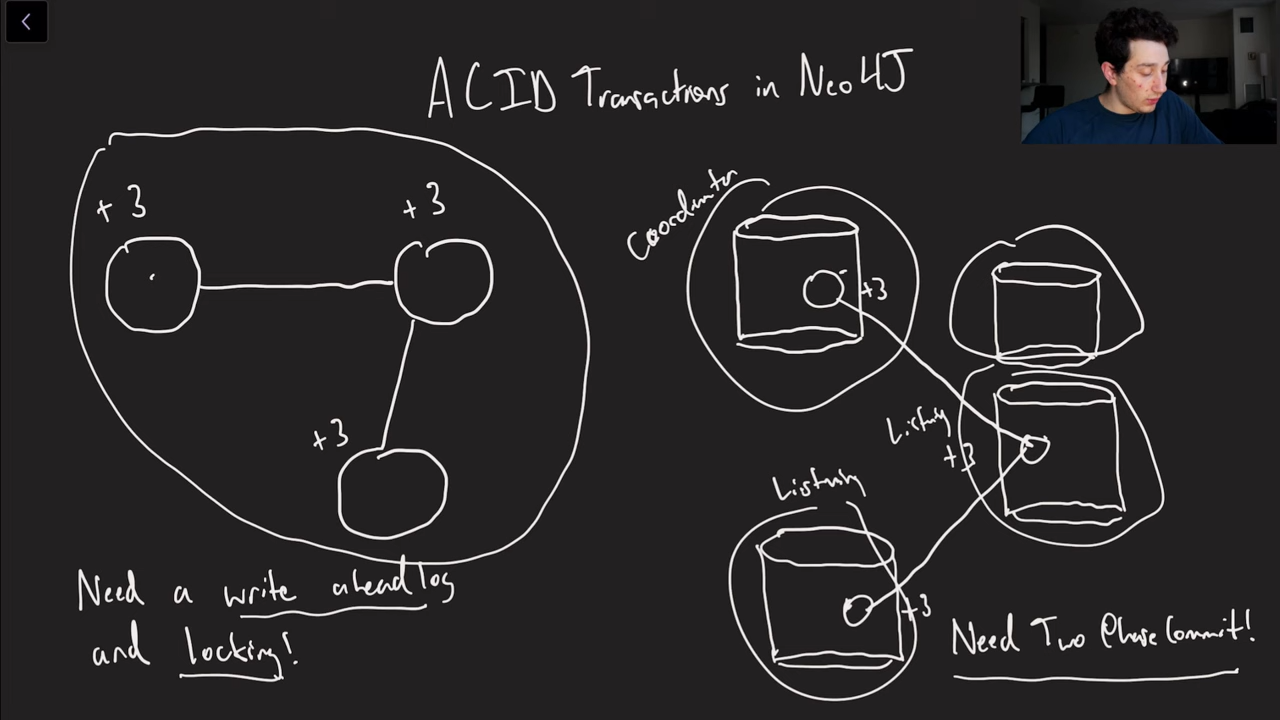 ACID Transactions in Neo4J
+3
+3
+3
Need a write ahead log
and locking!
Coordinator
+3
Listening
+3
Listening
+3
Need Two Phase Commit!